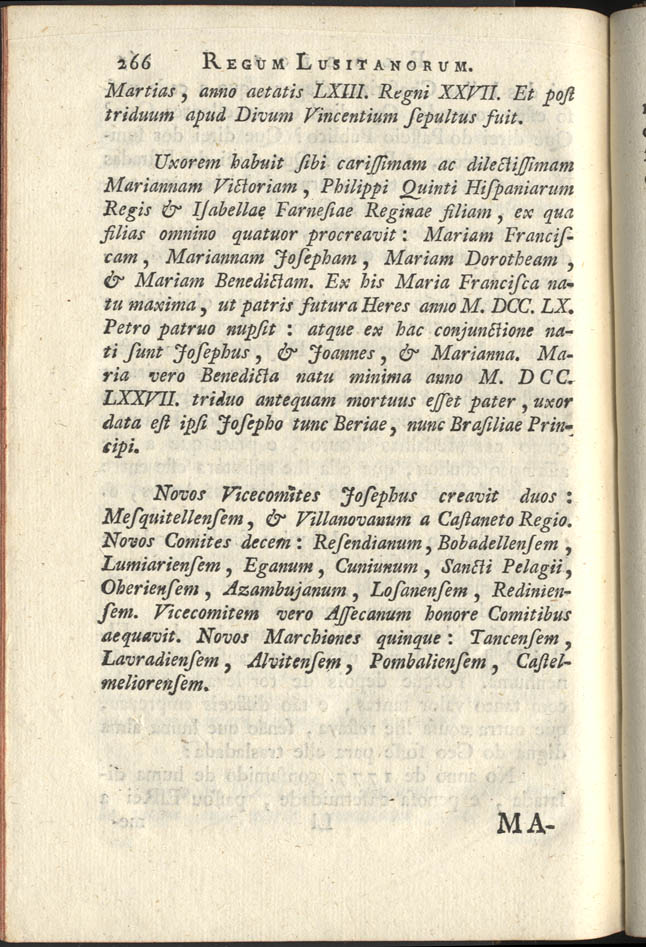 266 REGUM LUSITANORUM.
Martias, anno aetatis LXIII. Regni XXVII. Et poſt
triduum apud Divum Vincentium ſepultus fuit.
Uxorem habuit ſibi cariſſimam ac dilectiſſimam
Mariannam Victoriam, Philippi Quinti Hiſpaniarum
Regis & Iſabellae Farneſiae Reginae filiam, ex qua
filias omnino quatuor procreavit: Mariam Franciſ-
cam, Mariannam Joſepham, Mariam Dorotheam,
& Mariam Benedictam. Ex his Maria Franciſca na-
tu maxima, ut patris futura Heres anno M. DCC. LX.
Petro patruo nupſit: atque ex hac conjunctione na-
ti ſunt Joſephus, & Joannes, & Marianna. Ma-
ria vero Benedicta natu minima anno M. DCC.
LXXVII. triduo antequam mortuus eſſet pater, uxor
data eſt ipſi Joſepho tunc Beriae, nunc Braſiliae Prin-
cipi.
Novos Vicecomites Joſephus creavit duos:
Meſquitellenſem, & Villanovanum a Caſtaneto Regio.
Novos Comites decem: Reſendianum, Bobadellenſem,
Lumiarienſem, Eganum, Cuniunum, Sancti Pelagii,
Oherienſem, Azambujanum, Loſanenſem, Redinien-
ſem. Vicecomitem vero Aſſecanum honore Comitibus
aequavit. Novos Marchiones quinque: Tancenſem,
Lavradienſem, Alvitenſem, Pombalienſem, Caſtel-
meliorenſem.
MA-